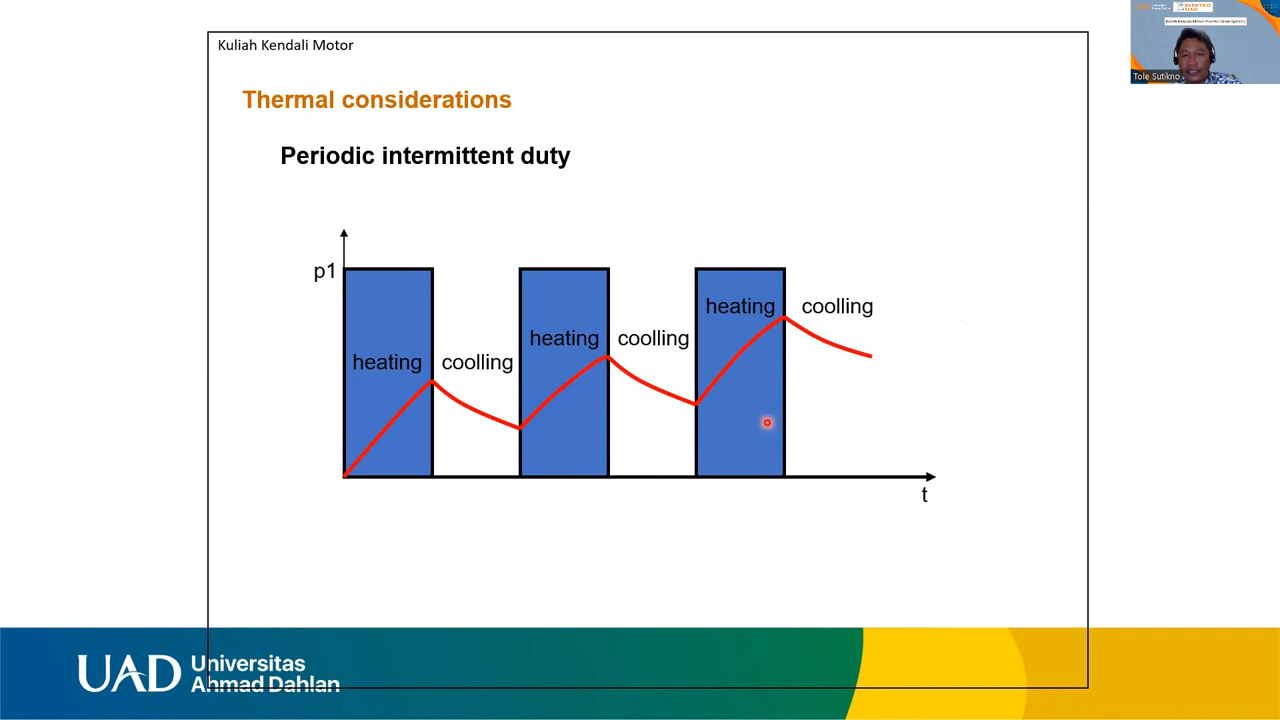 Kuliah Kendali Motor
Thermal considerations
Periodic intermittent duty
p1
heating
coolling
heating
coolling
heating
coolling
t
UAD Universitas
Ahmad Dahlan
Tole Sutikno